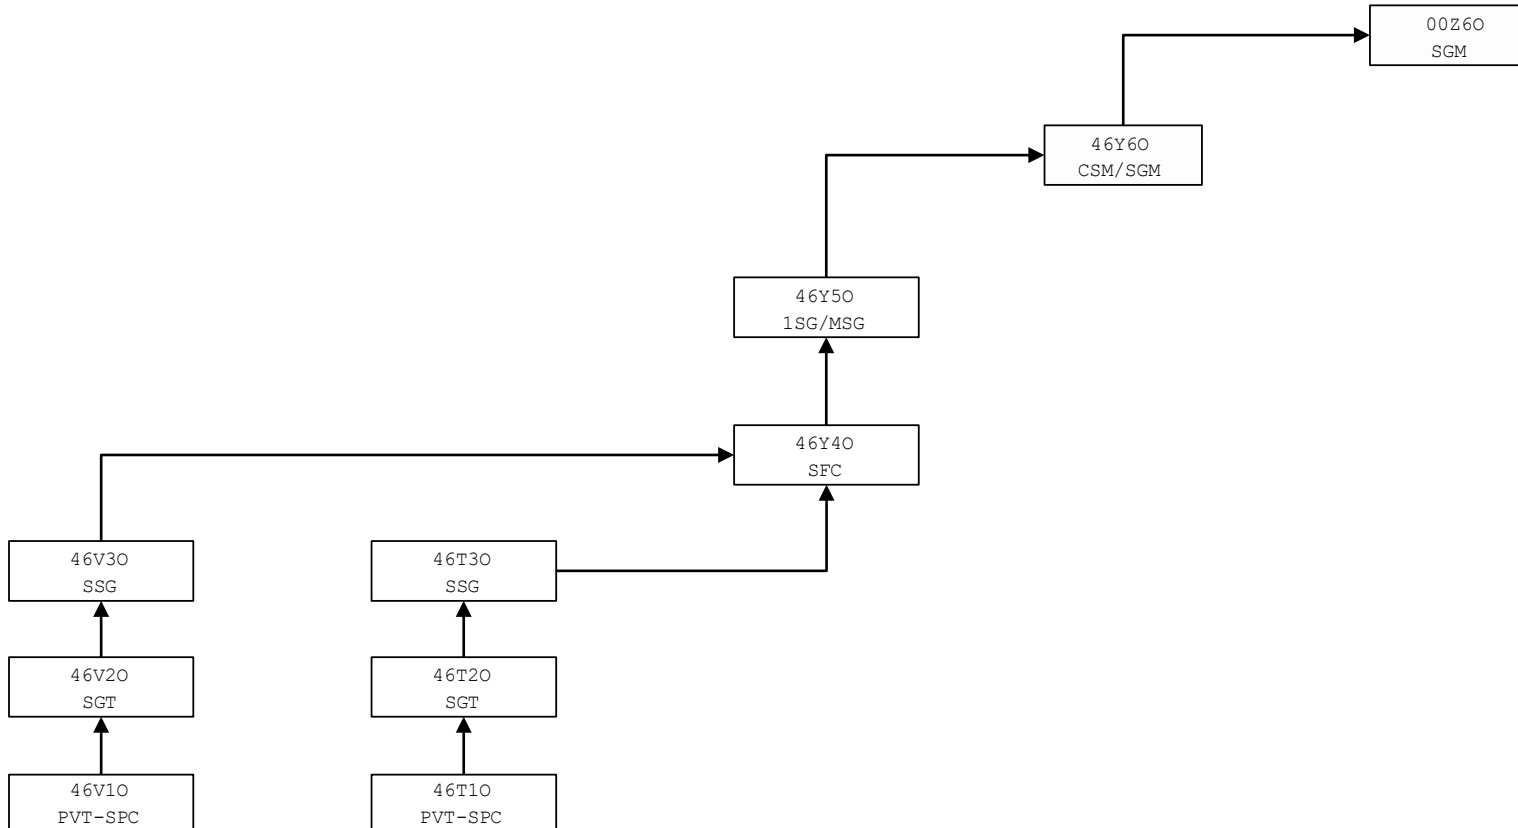 00Z6O
SGM
46Y6O
CSM/SGM
46Y5O
1SG/MSG
46Y4O
SFC
46V3O
SSG
46T3O
SSG
46V2O
SGT
46T2O
SGT
46V1O
PVT-SPC
46T1O
PVT-SPC